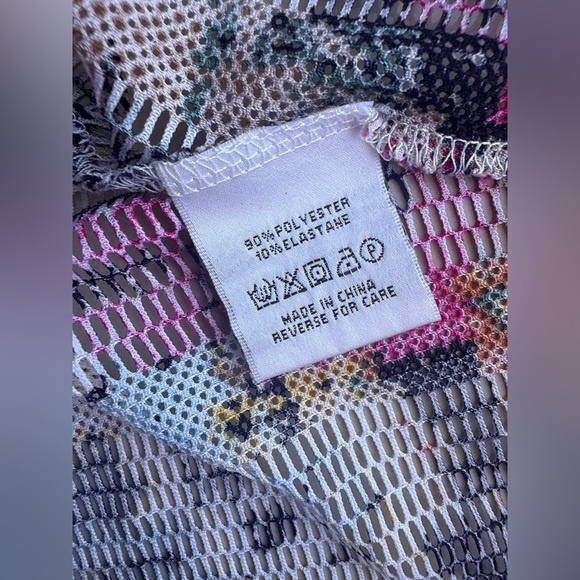 90% POLYESTER
10% ELASTANE
P
MADE IN CHINA
REVERSE FOR CARE